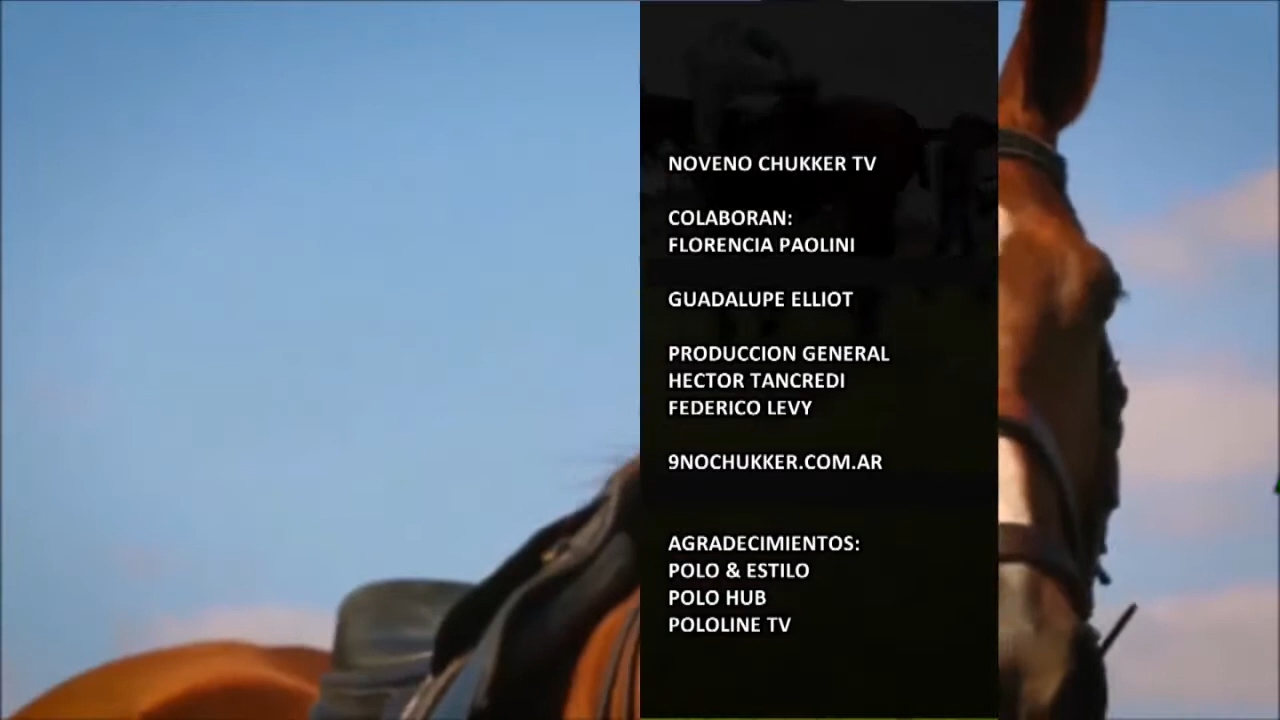 NOVENO CHUKKER TV
COLABORAN:
FLORENCIA PAOLINI
GUADALUPE ELLIOT
PRODUCCION GENERAL
HECTOR TANCREDI
FEDERICO LEVY
9NOCHUKKER.COM.AR
AGRADECIMIENTOS:
POLO & ESTILO
POLO HUB
POLOLINE TV